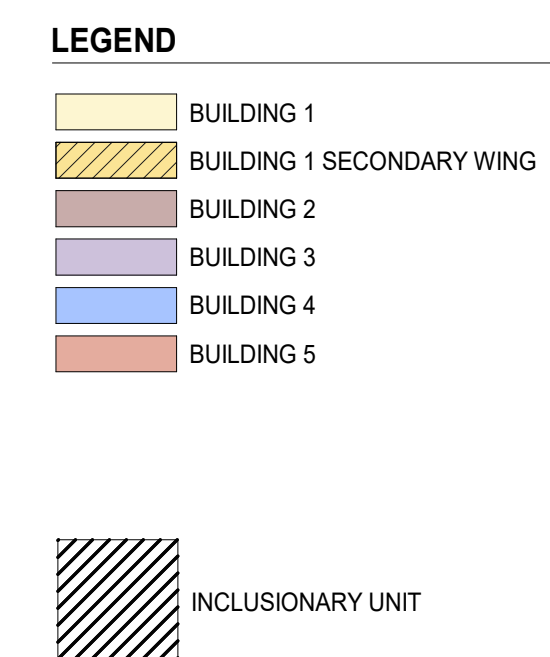 LEGEND
BUILDING 1
BUILDING 1 SECONDARY WING
BUILDING 2
BUILDING 3
BUILDING 4
BUILDING 5
INCLUSIONARY UNIT